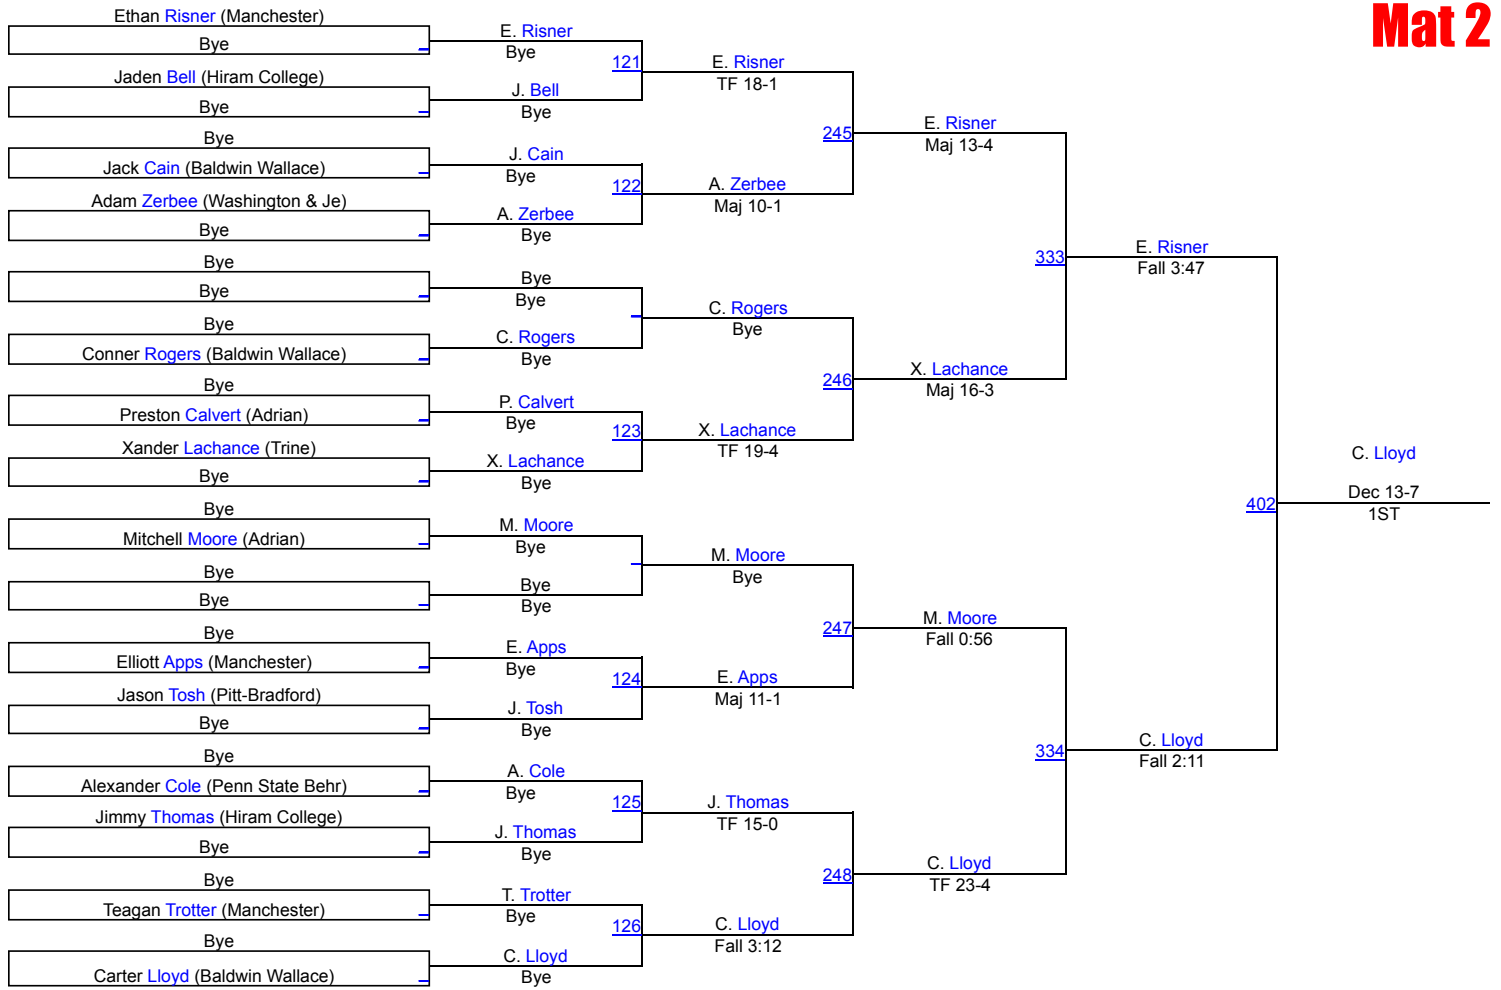 Mat 2
Ethan Risner (Manchester)
Bye
Jaden Bell (Hiram College)
Bye
Bye
Jack Cain (Baldwin Wallace)
Adam Zerbee (Washington & Je)
Bye
Bye
Bye
Bye
Conner Rogers (Baldwin Wallace)
Bye
Preston Calvert (Adrian)
Xander Lachance (Trine)
Bye
Bye
Mitchell Moore (Adrian)
Bye
Bye
Bye
Elliott Apps (Manchester)
Jason Tosh (Pitt-Bradford)
Bye
Bye
Alexander Cole (Penn State Behr)
Jimmy Thomas (Hiram College)
Bye
Bye
Teagan Trotter (Manchester)
Bye
Carter Lloyd (Baldwin Wallace)
E. Risner
Bye
121
J. Bell
Bye
J. Cain
Bye
122
A. Zerbee
Bye
Bye
Bye
C. Rogers
Bye
P. Calvert
Bye
123
X. Lachance
Bye
M. Moore
Bye
Bye
Bye
E. Apps
Bye
124
J. Tosh
Bye
A. Cole
Bye
125
J. Thomas
Bye
T. Trotter
Bye
126
C. Lloyd
Bye
E. Risner
TF 18-1
245
A. Zerbee
Maj 10-1
C. Rogers
Bye
246
X. Lachance
TF 19-4
M. Moore
Bye
247
E. Apps
Maj 11-1
J. Thomas
TF 15-0
248
C. Lloyd
Fall 3:12
E. Risner
Maj 13-4
333
X. Lachance
Maj 16-3
M. Moore
Fall 0:56
334
C. Lloyd
TF 23-4
E. Risner
Fall 3:47
402
C. Lloyd
Fall 2:11
C. Lloyd
Dec 13-7
1ST